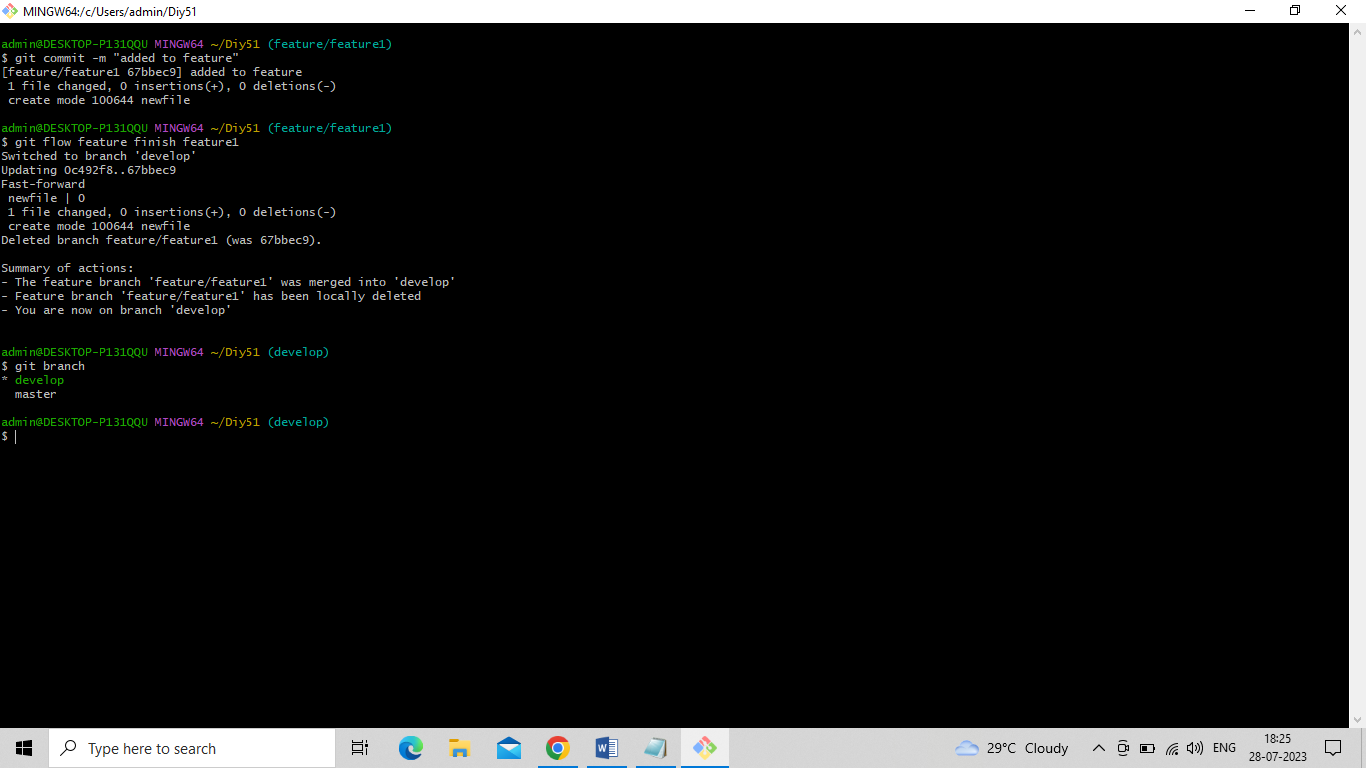 MINGW64:/c/Users/admin/Diy51
admin@DESKTOP-P131QQU MINGW64 ~/Diy51 (feature/feature1)
$ git commit -m "added to feature"
[feature/feature1 67bbec9] added to feature
 1 file changed, 0 insertions(+), 0 deletions(-)
 create mode 100644 newfile
admin@DESKTOP-P131QQU MINGW64 ~/Diy51 (feature/feature1)
$ git flow feature finish feature1
Switched to branch 'develop'
Updating 0c492f8..67bbec9
Fast-forward
 newfile | 0
 1 file changed, 0 insertions(+), 0 deletions(-)
 create mode 100644 newfile
Deleted branch feature/feature1 (was 67bbec9).
Summary of actions:
- The feature branch 'feature/feature1' was merged into 'develop'
- Feature branch 'feature/feature1' has been locally deleted
- You are now on branch 'develop'
admin@DESKTOP-P131QQU MINGW64 ~/Diy51 (develop)
$ git branch
* develop
  master
admin@DESKTOP-P131QQU MINGW64 ~/Diy51 (develop)
$
Type here to search
29°C Cloudy
ENG
18:25
28-07-2023